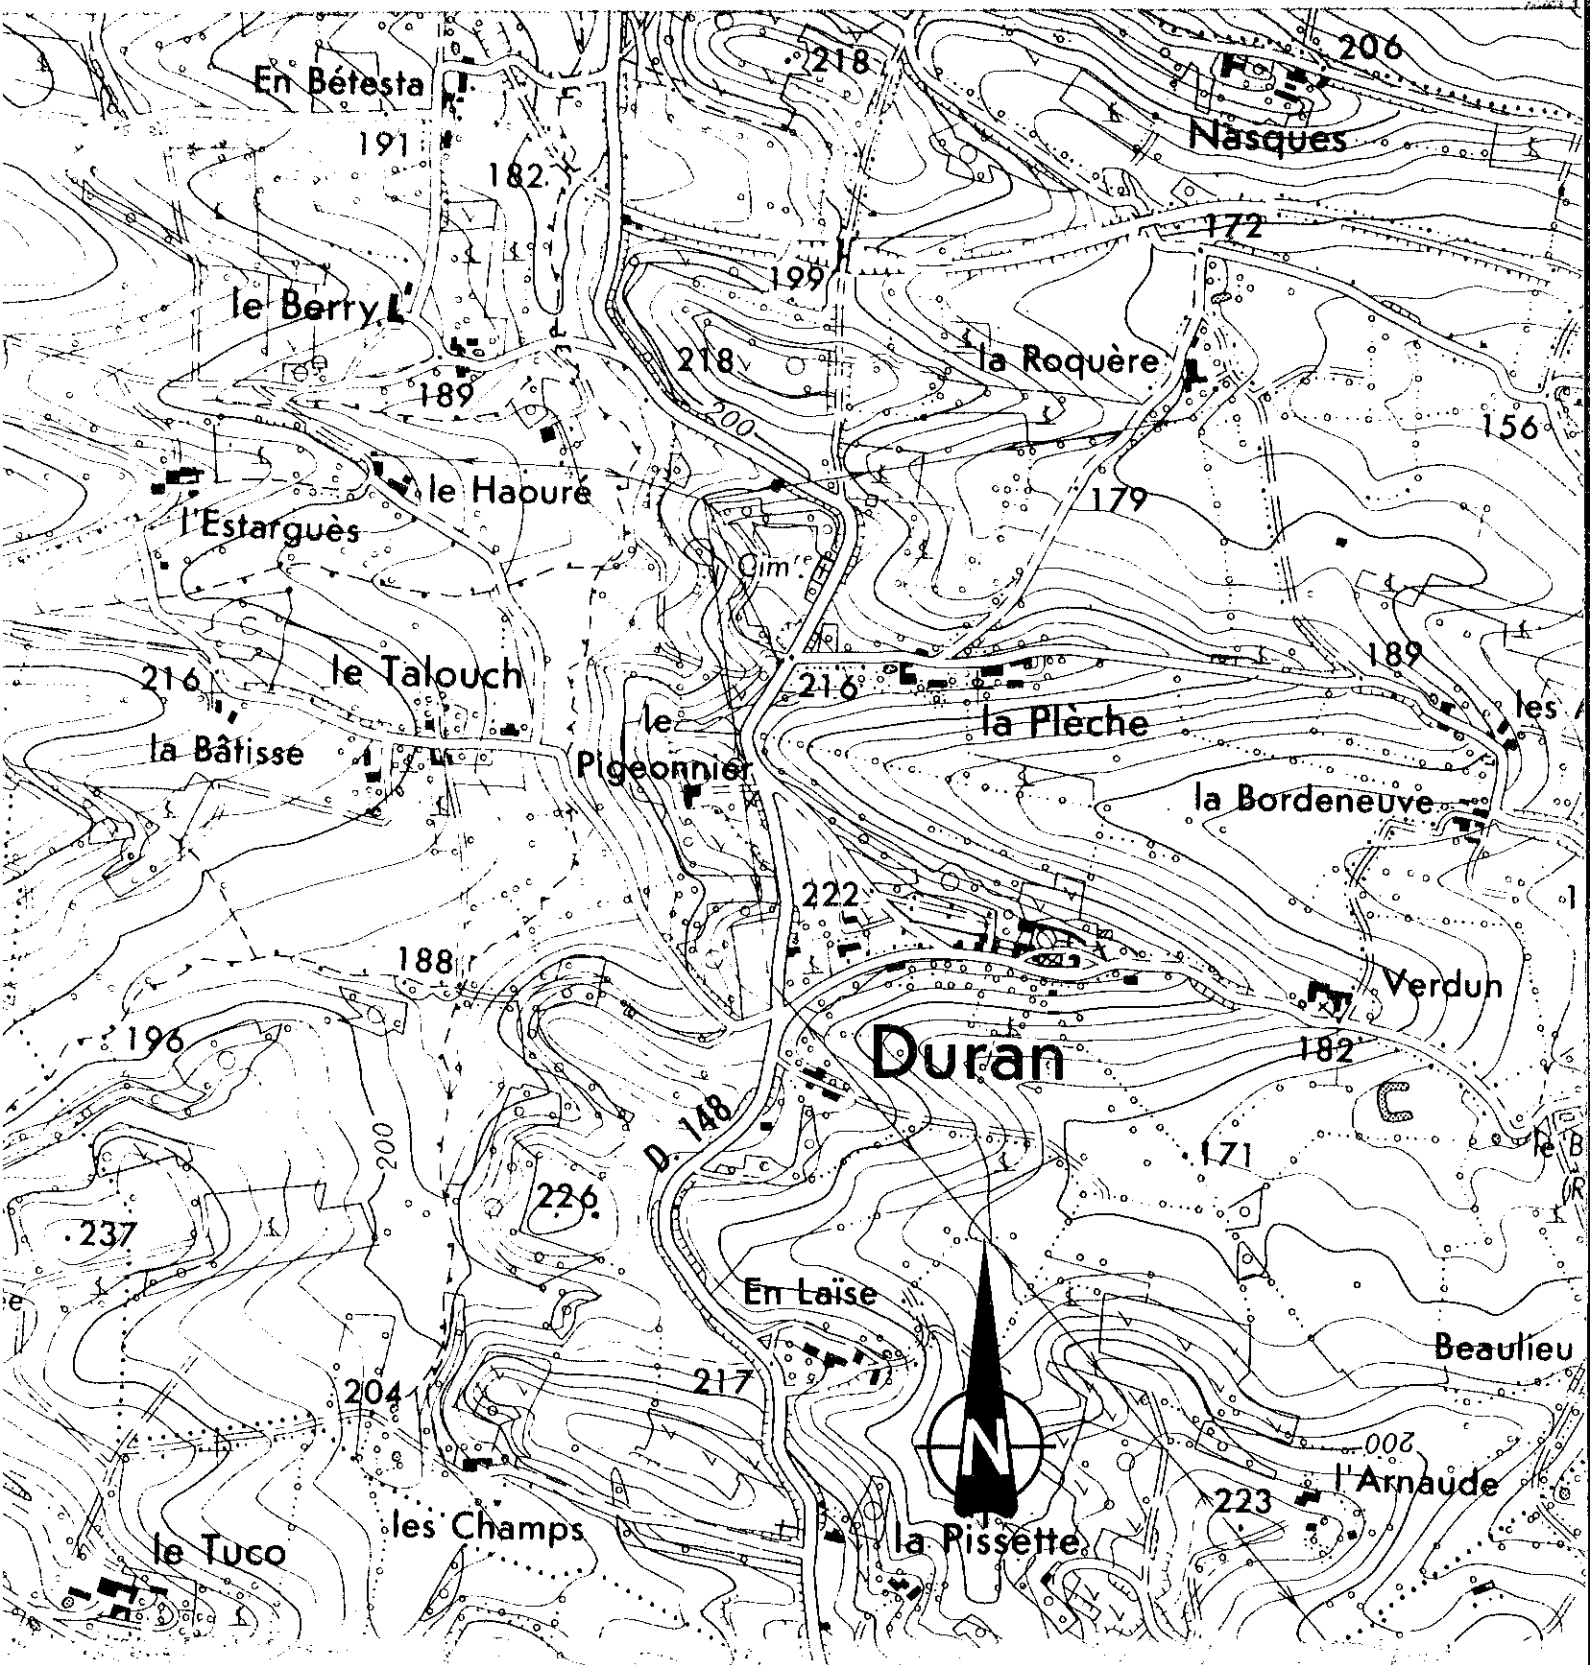 218
206
En Bétesta
Nasques
191
182
172
199
le Berry
218
la Roquère
189
200
156
le Haouré
179
l'Estarguès
Cim.re
189
216
le Talouch
216
les
le
la Plèche
la Bâtisse
Pigeonnier
la Bordeneuve
222
188
Verdun
196
Duran
182
C
D. 148
200
171
le B
226
237
En Laïse
Beaulieu
217
204
200
N
l'Arnaude
223
les Champs
la Pissette
le Tuco